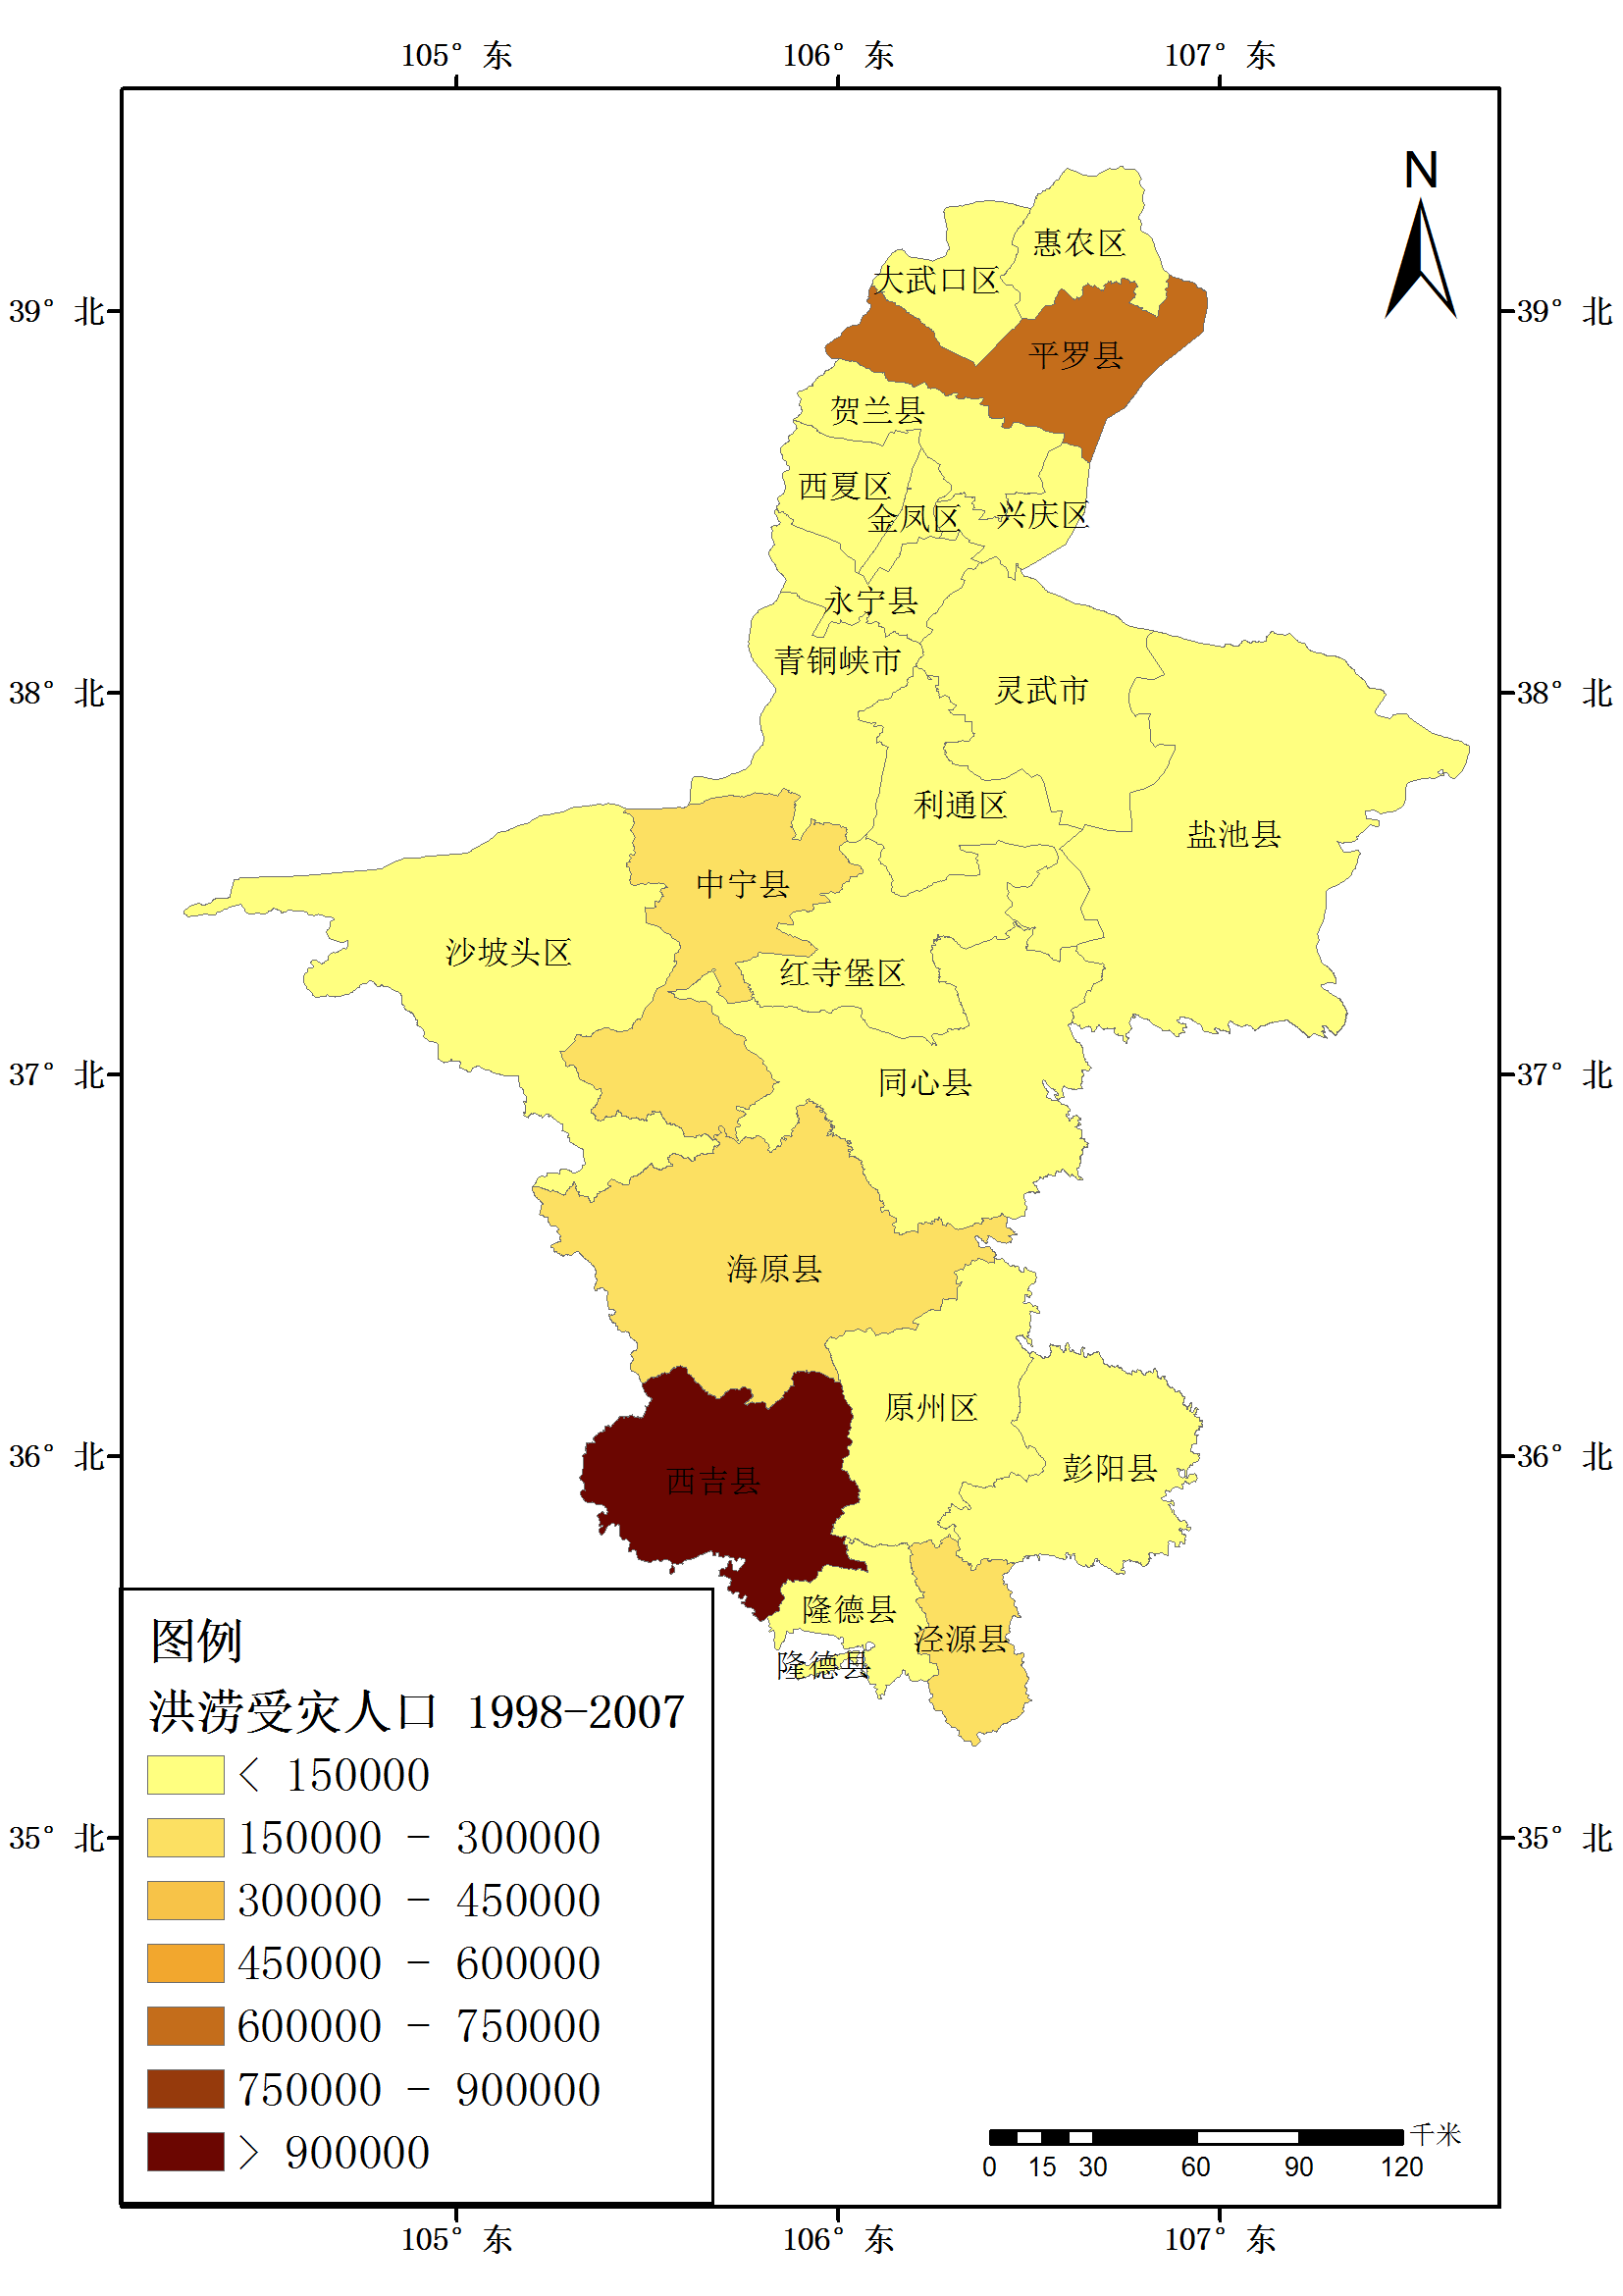 105° 东
106° 东
107° 东
N
39° 北
39° 北
38° 北
38° 北
37° 北
37° 北
36° 北
36° 北
35° 北
35° 北
惠农区
大武口区
平罗县
贺兰县
西夏区
金凤区
兴庆区
永宁县
青铜峡市
灵武市
利通区
盐池县
中宁县
沙坡头区
红寺堡区
同心县
海原县
原州区
彭阳县
西吉县
隆德县
泾源县
隆德县
图例
洪涝受灾人口 1998-2007
< 150000
150000 - 300000
300000 - 450000
450000 - 600000
600000 - 750000
750000 - 900000
> 900000
千米
0 15 30 60 90 120
105° 东
106° 东
107° 东